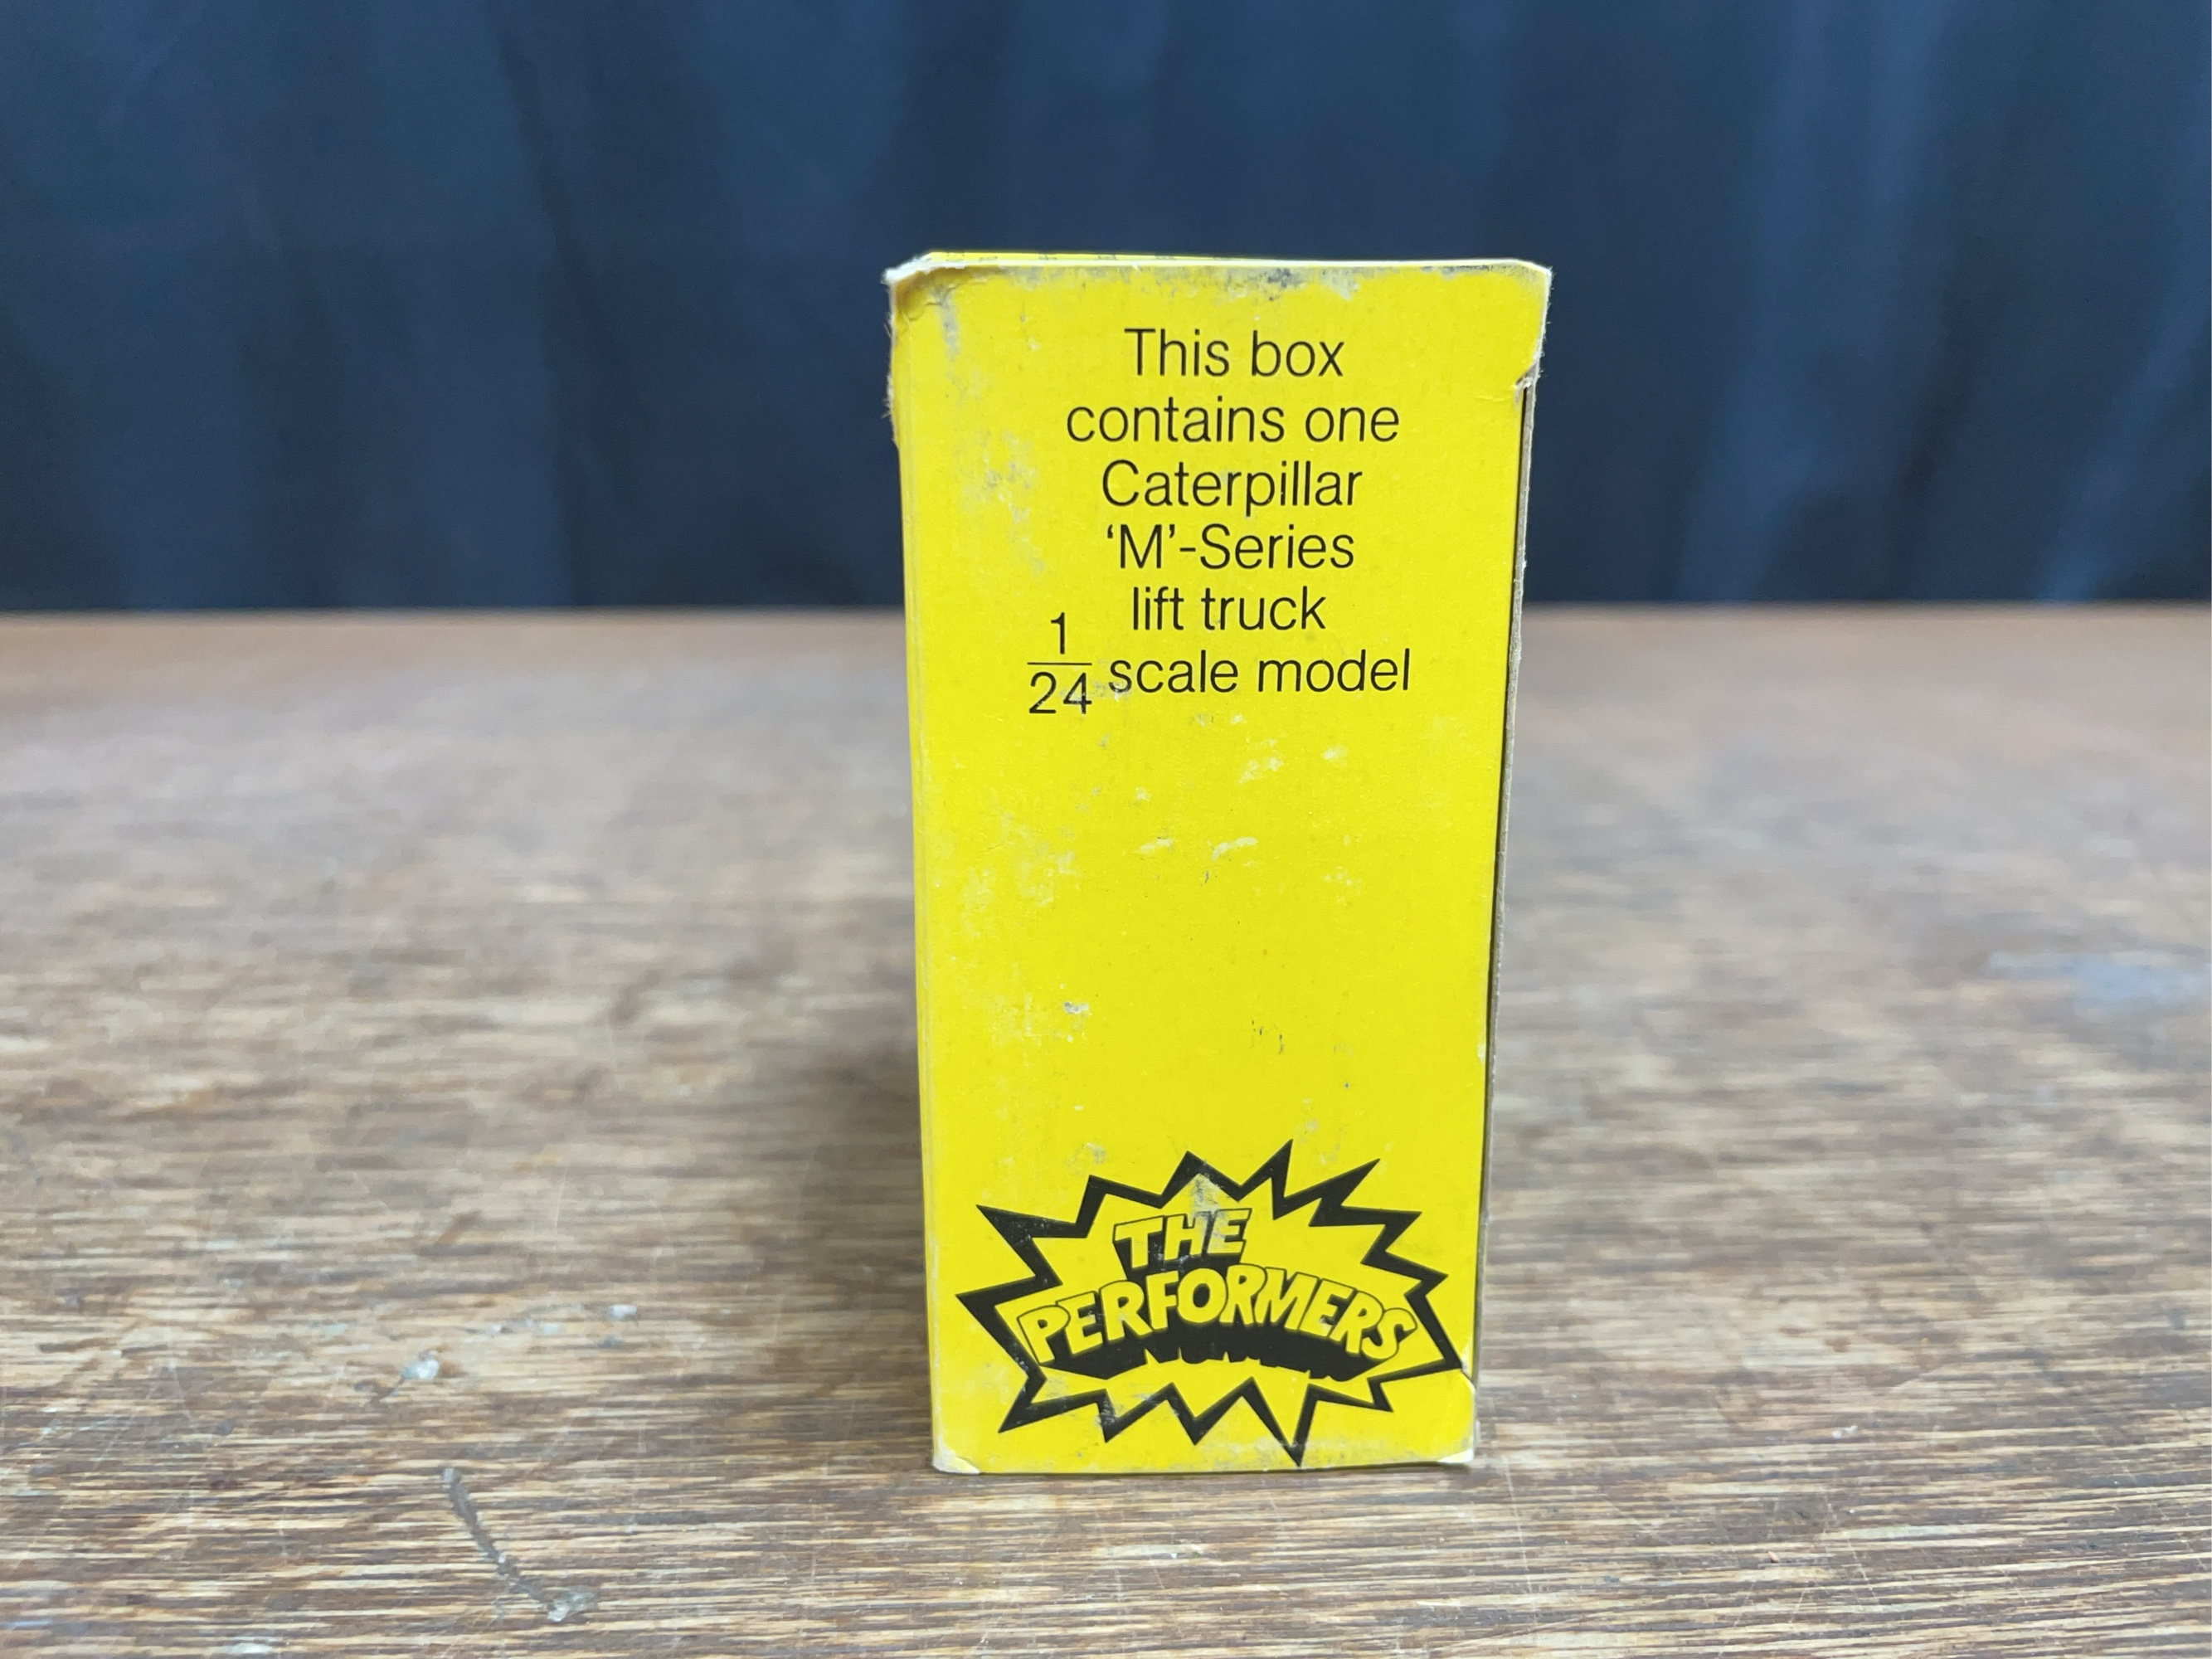 This box
contains one
Caterpillar
‘M’-Series
lift truck
1/24 scale model
THE
PERFORMERS